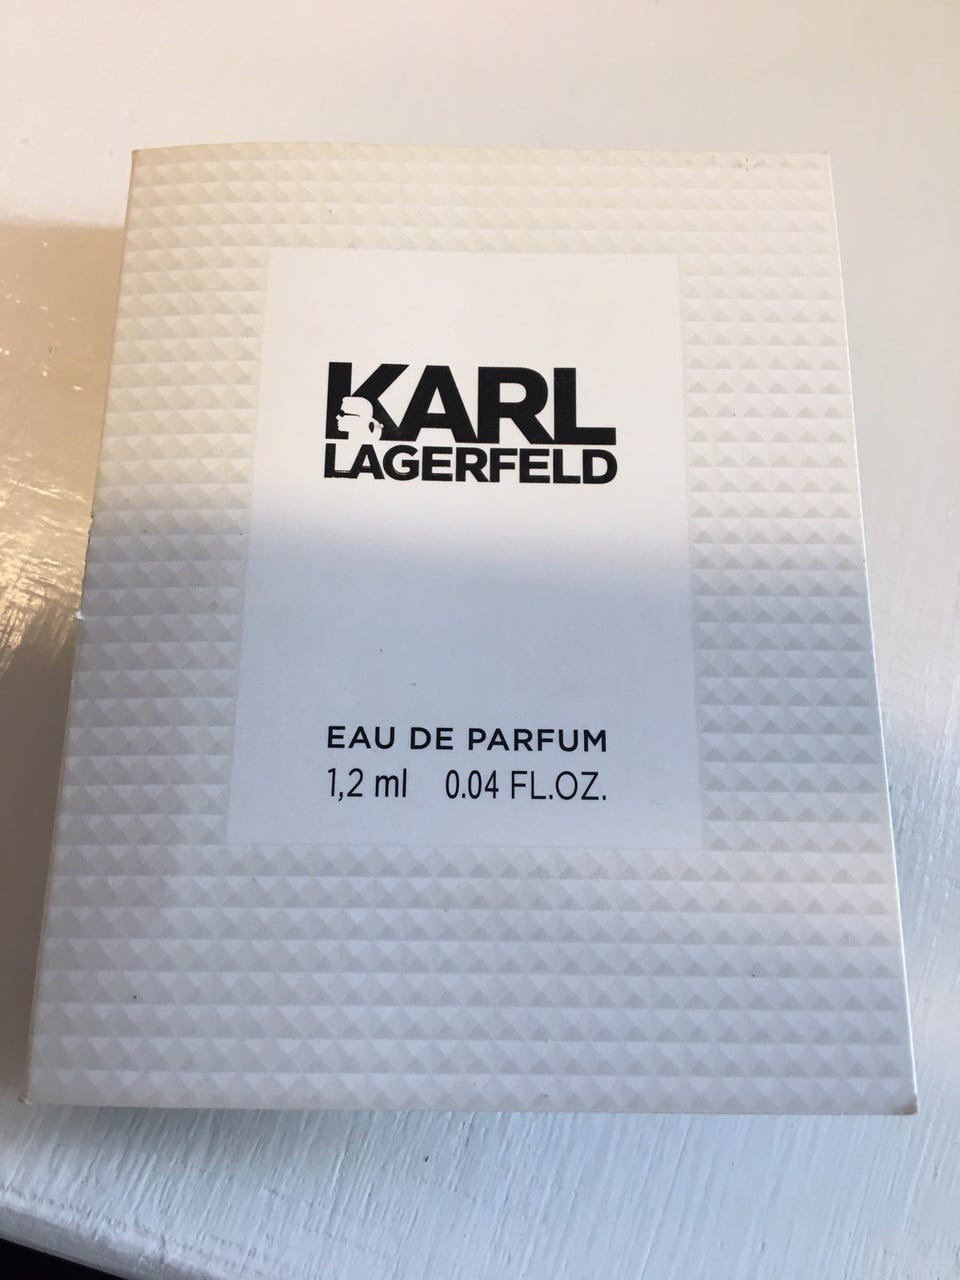 KARL
LAGERFELD
EAU DE PARFUM
1,2 ml 0.04 FL.OZ.